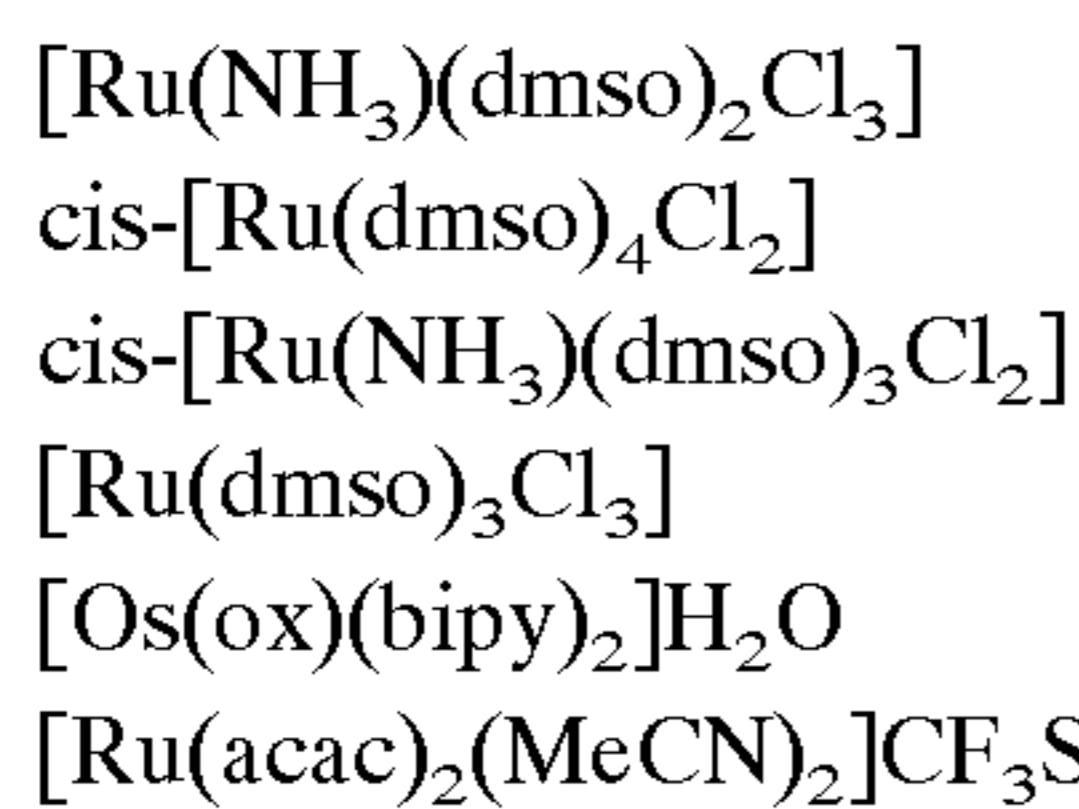 [Ru(NH₃)(dmso)₂Cl₃]
cis-[Ru(dmso)₄Cl₂]
cis-[Ru(NH₃)(dmso)₃Cl₂]
[Ru(dmso)₃Cl₃]
[Os(ox)(bipy)₂]H₂O
[Ru(acac)₂(MeCN)₂]CF₃S